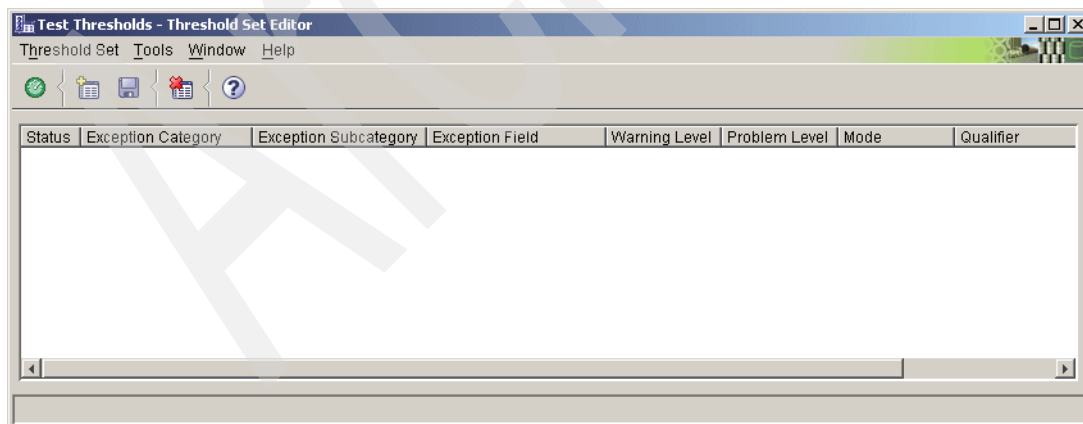 Test Thresholds - Threshold Set Editor
Threshold Set Tools Window Help
Status Exception Category Exception Subcategory Exception Field Warning Level Problem Level Mode Qualifier